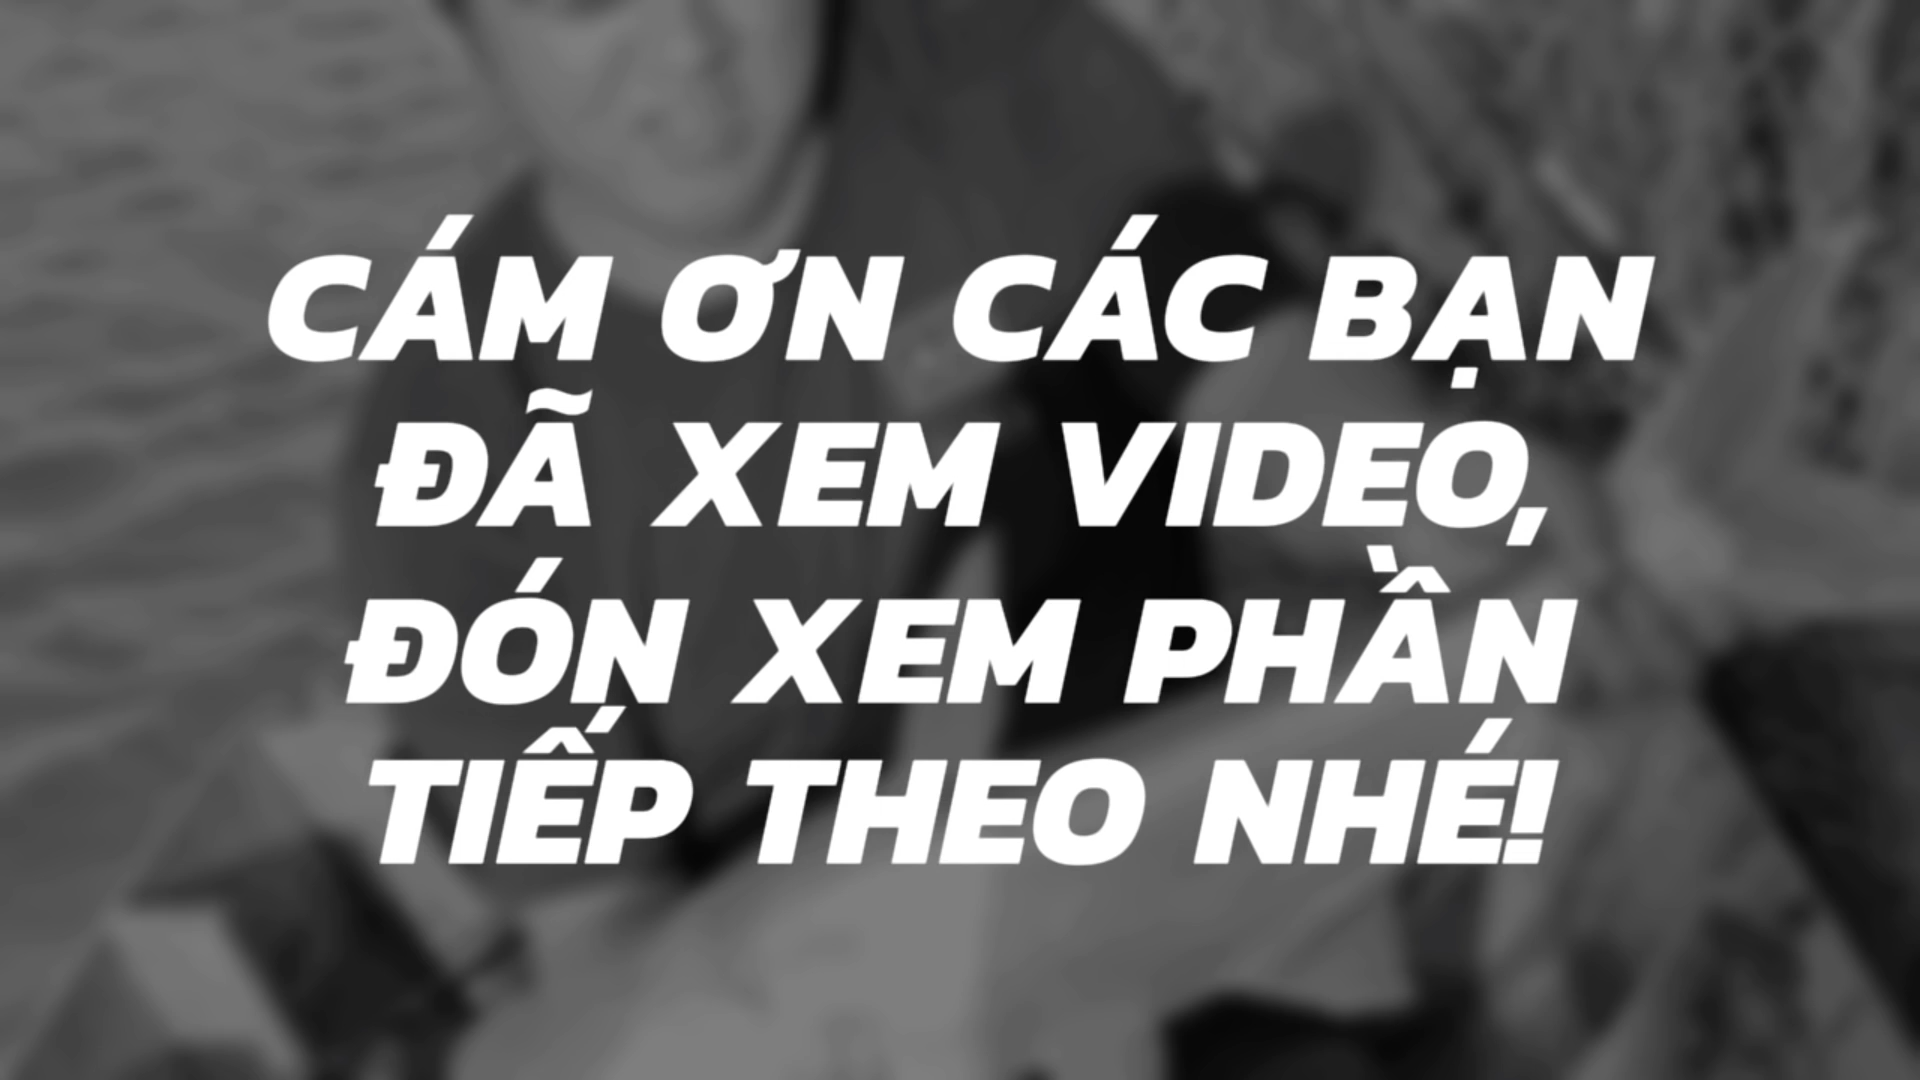 CÁM ƠN CÁC BẠN
ĐÃ XEM VIDEO,
ĐÓN XEM PHẦN
TIẾP THEO NHÉ!